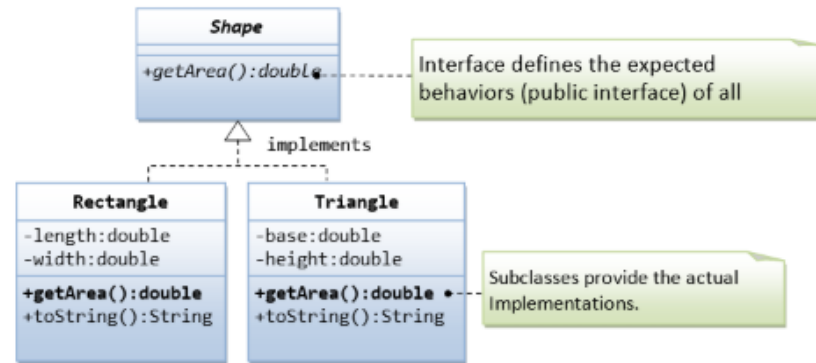 Shape
+getArea():double
Interface defines the expected
behaviors (public interface) of all
implements
Rectangle
-length:double
-width:double
+getArea():double
+toString():String
Triangle
-base:double
-height:double
+getArea():double
+toString():String
Subclasses provide the actual
Implementations.